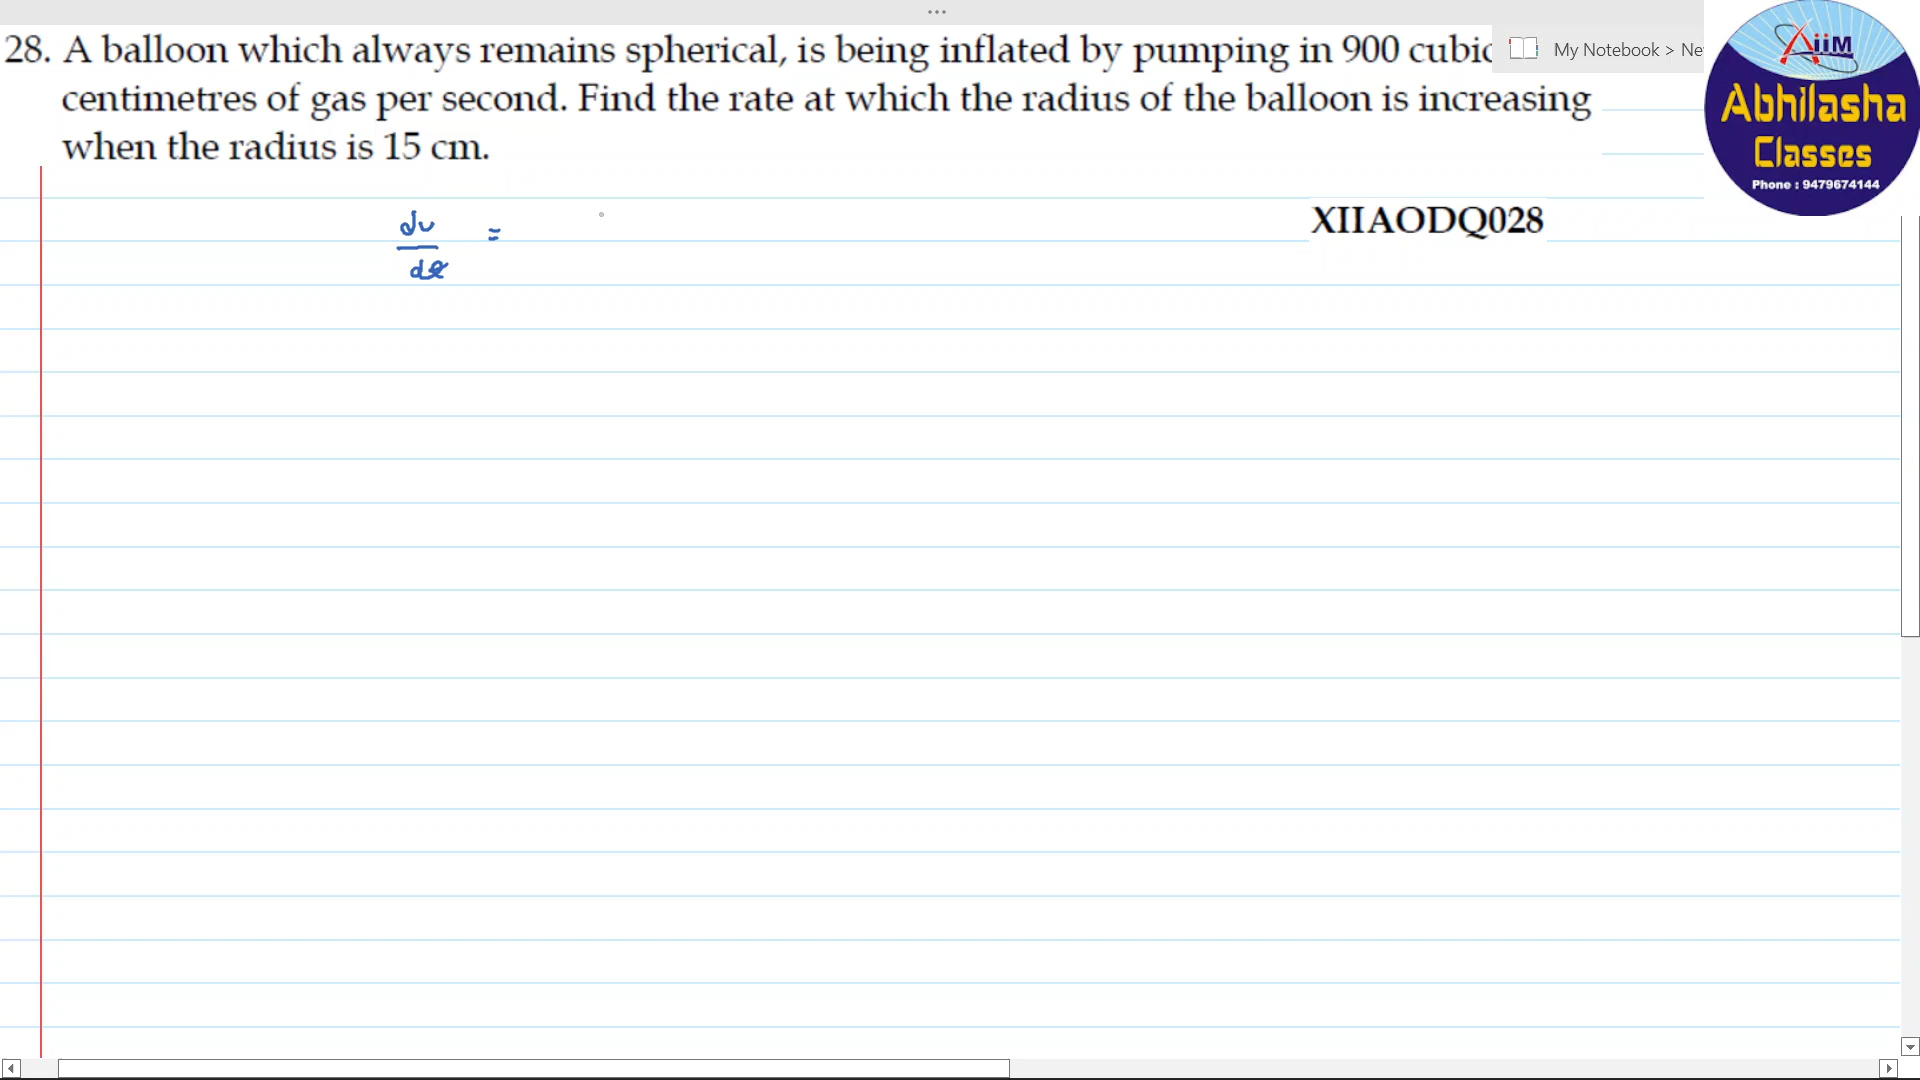 28. A balloon which always remains spherical, is being inflated by pumping in 900 cubic
centimetres of gas per second. Find the rate at which the radius of the balloon is increasing
when the radius is 15 cm.
My Notebook > Ne
AiiM
Abhilasha
Classes
Phone : 9479674144
XIIAODQ028
dv
=